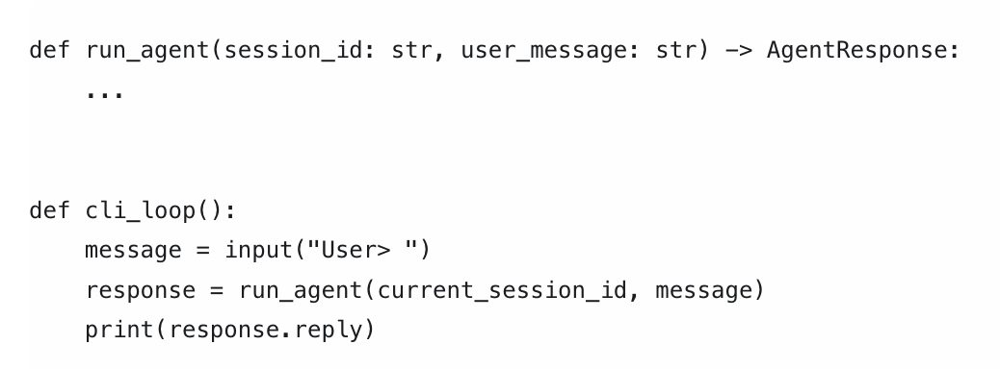 def run_agent(session_id: str, user_message: str) -> AgentResponse:
    ...
def cli_loop():
    message = input("User> ")
    response = run_agent(current_session_id, message)
    print(response.reply)